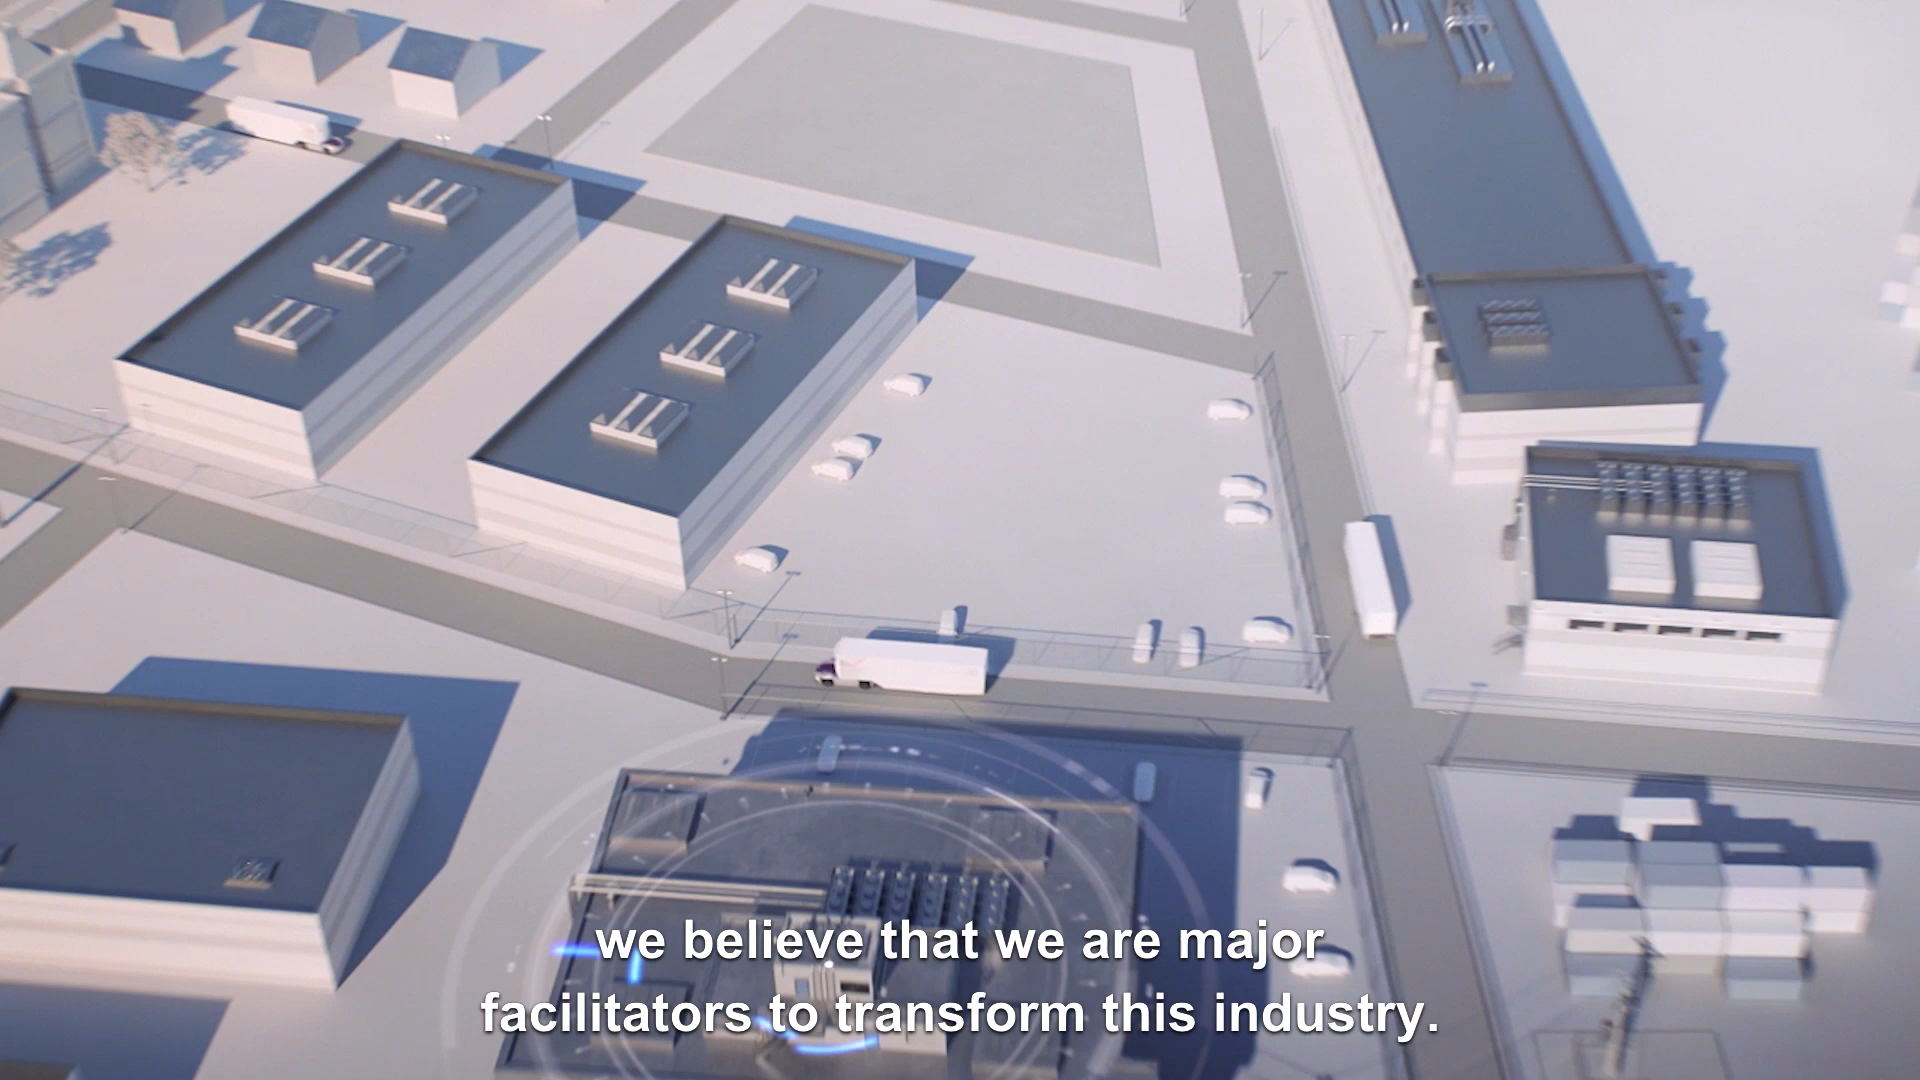 we believe that we are major
facilitators to transform this industry.